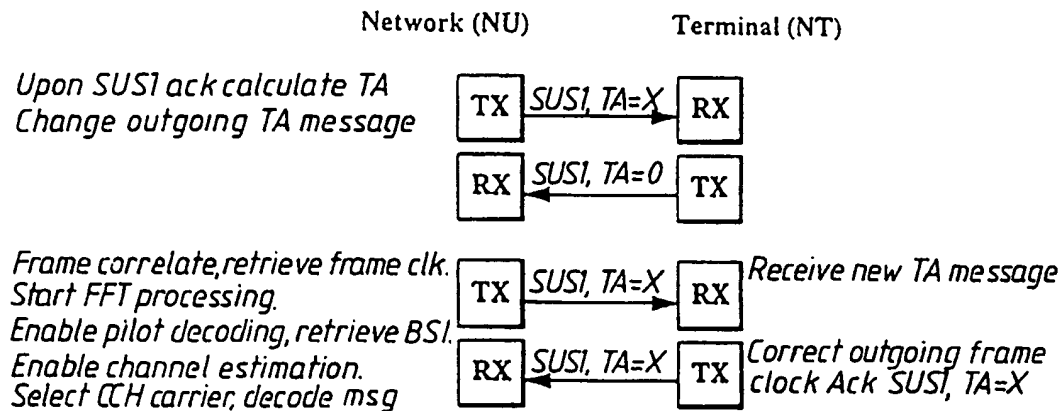 Network (NU) Terminal (NT)
Upon SUS1 ack calculate TA
Change outgoing TA message
TX SUS1, TA=X RX
RX SUS1, TA=0 TX
Frame correlate, retrieve frame clk.
Start FFT processing.
Enable pilot decoding, retrieve BSI.
Enable channel estimation.
Select CCH carrier, decode msg
TX SUS1, TA=X RX
Receive new TA message
RX SUS1, TA=X TX
Correct outgoing frame
clock Ack SUS1, TA=X